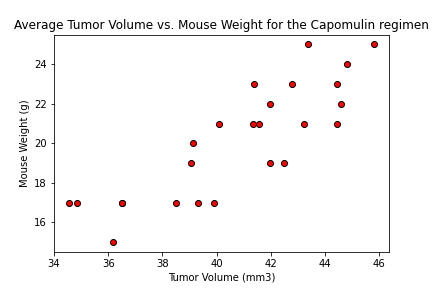 Average Tumor Volume vs. Mouse Weight for the Capomulin regimen
24
22
20
18
16
Mouse Weight (g)
34 36 38 40 42 44 46
Tumor Volume (mm3)